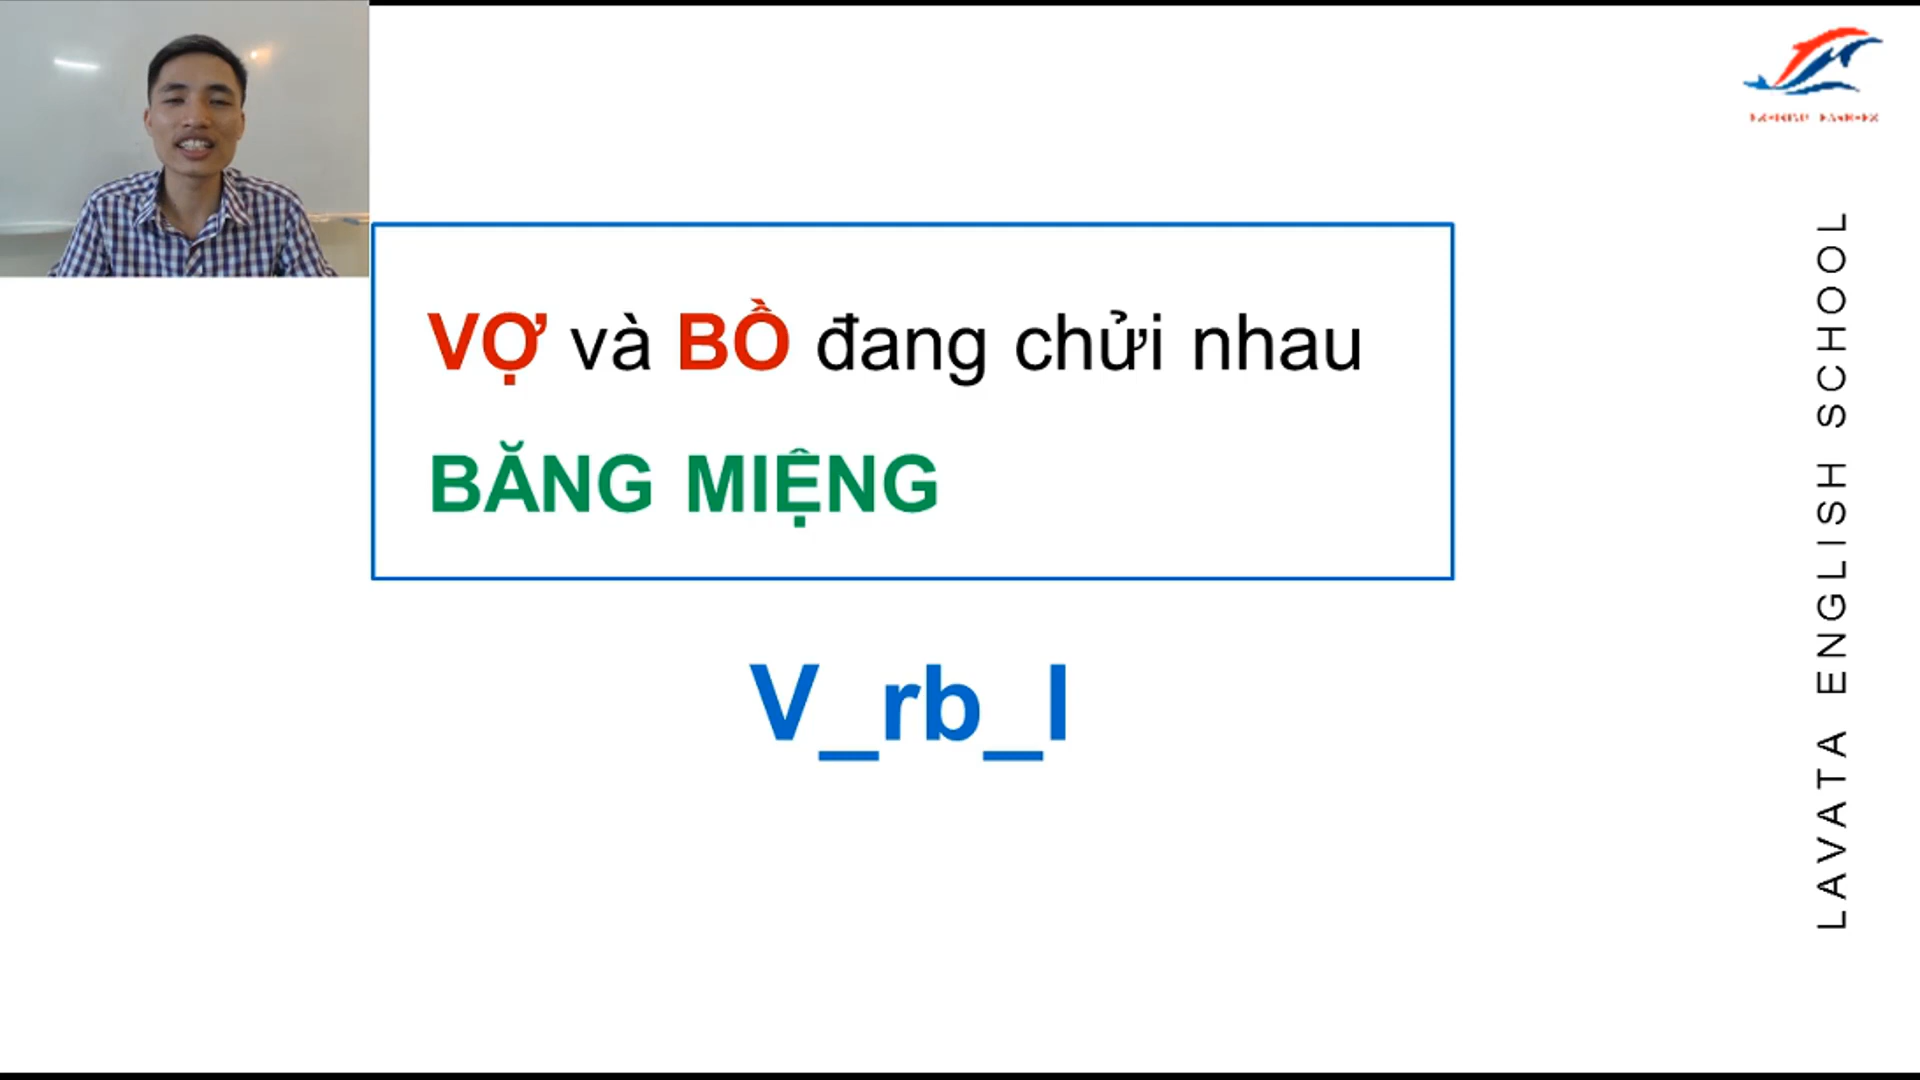 VỢ và BỒ đang chửi nhau
BĂNG MIỆNG
V_rb_l
LAVATA ENGLISH SCHOOL